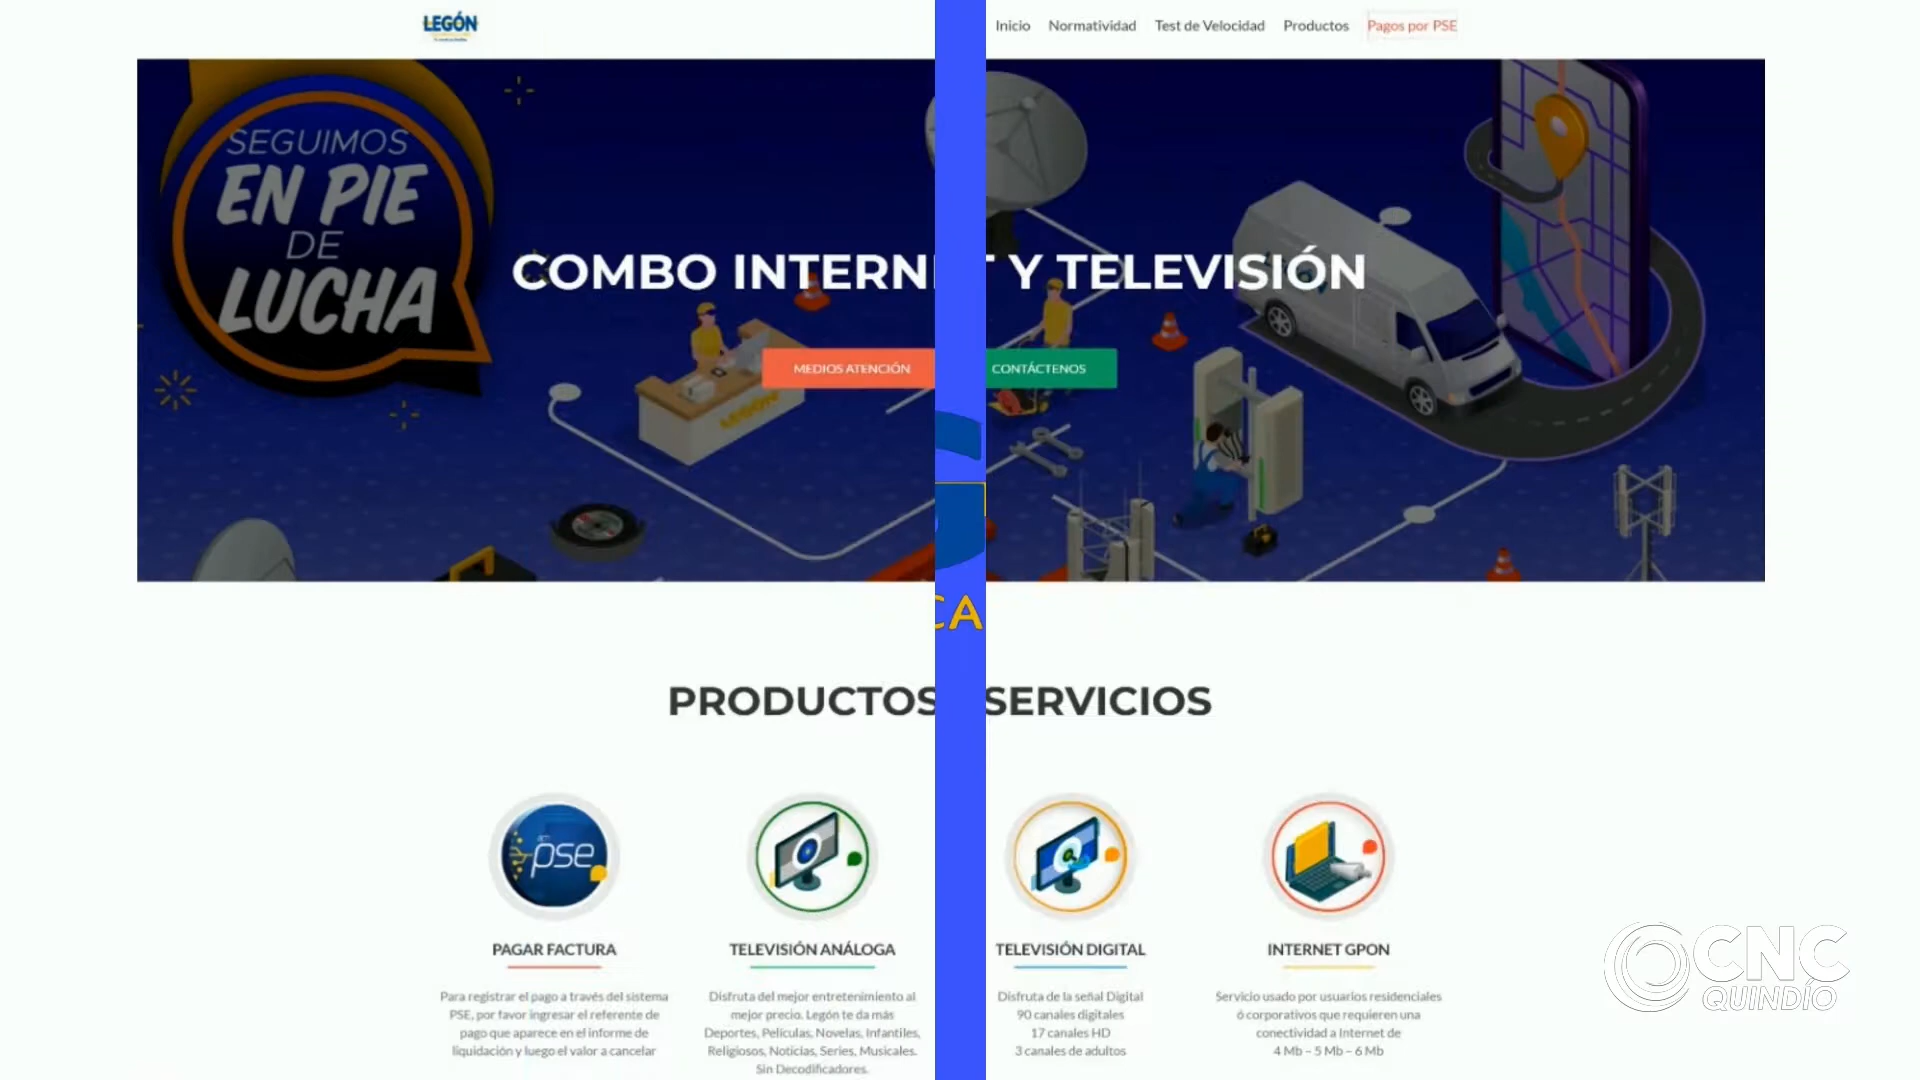 LEGÓN
Inicio
Normatividad
Test de Velocidad
Productos
Pagos por PSE
SEGUIMOS
EN PIE
DE
LUCHA
COMBO INTERN T Y TELEVISIÓN
MEDIOS ATENCIÓN
CONTÁCTENOS
LEGÓN
CA
PRODUCTOS SERVICIOS
pse
PAGAR FACTURA
Para registrar el pago a través del sistema
PSE, por favor ingresar el referente de
pago que aparece en el informe de
liquidación y luego el valor a cancelar
TELEVISIÓN ANÁLOGA
Disfruta del mejor entretenimiento al
mejor precio. Legón te da más
Deportes, Películas, Novelas, Infantiles,
Religiosos, Noticias, Series, Musicales.
Sin Decodificadores.
TELEVISIÓN DIGITAL
Disfruta de la señal Digital
90 canales digitales
17 canales HD
3 canales de adultos
INTERNET GPON
Servicio usado por usuarios residenciales
ó corporativos que requieren una
conectividad a Internet de
4 Mb – 5 Mb – 6 Mb
CNC
QUINDÍO